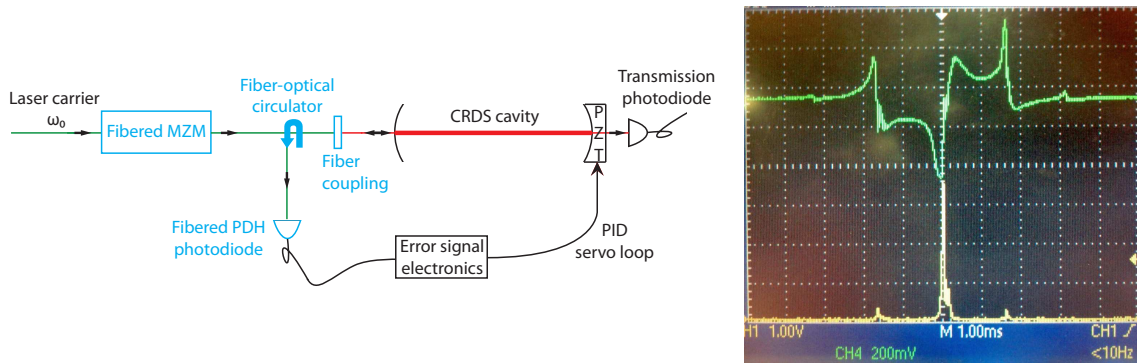 Laser carrier
ω₀
Fibered MZM
Fiber-optical
circulator
Fiber
coupling
CRDS cavity
P
Z
T
Transmission
photodiode
Fibered PDH
photodiode
Error signal
electronics
PID
servo loop
H1 1.00V
M 1.00ms
CH1
CH4 200mV
<10Hz